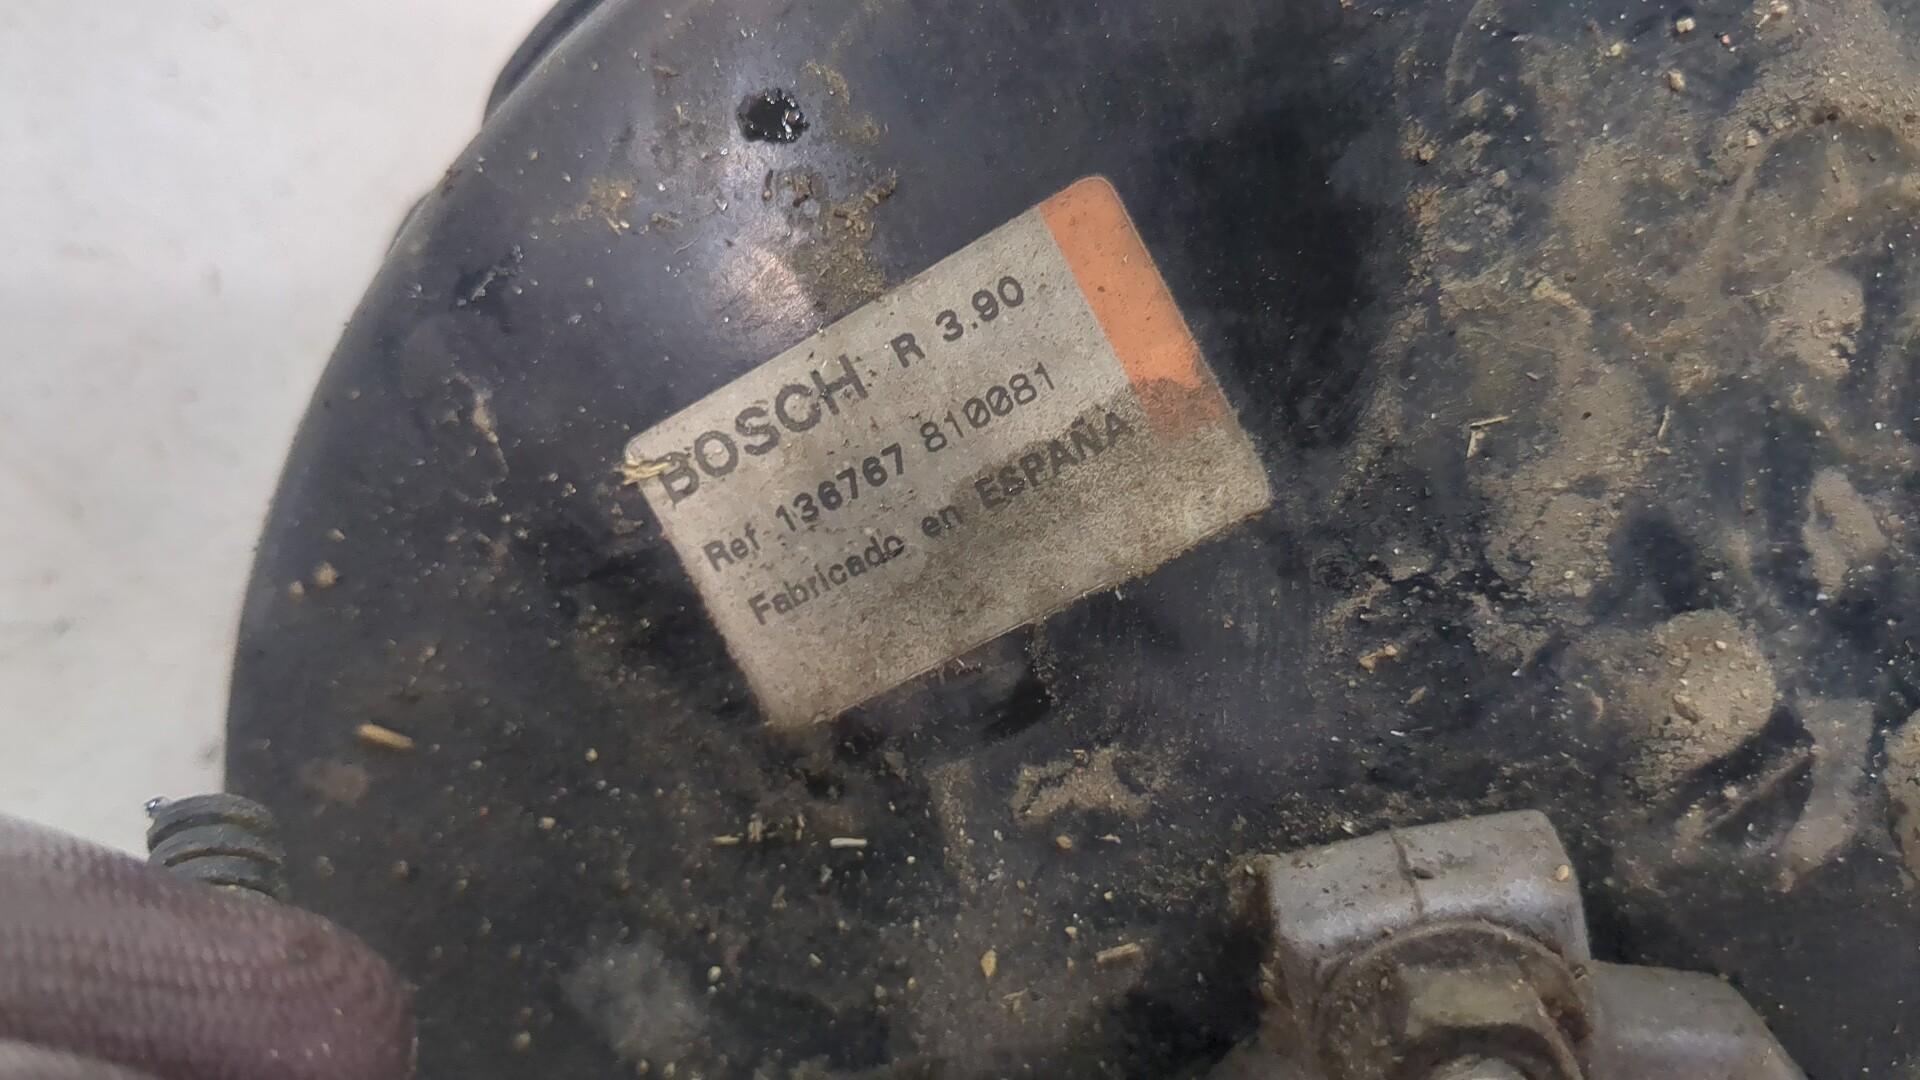 BOSCH R 3.90
Ref 136767 810081
Fabricado en ESPAÑA